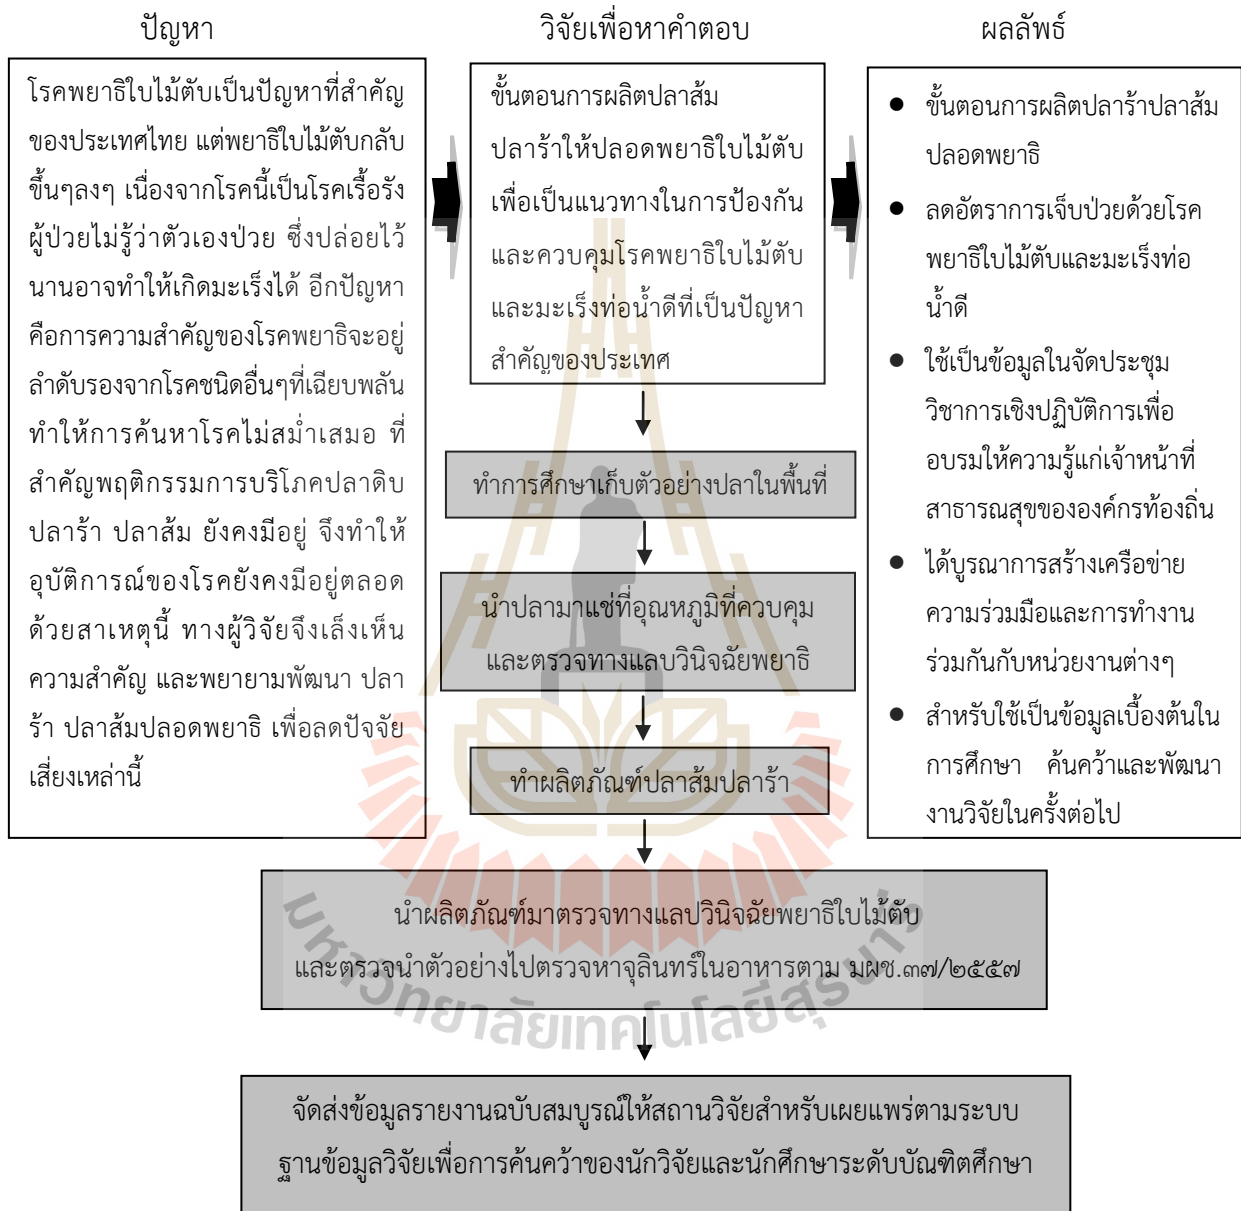 ปัญหา
โรคพยาธิใบไม้ตับเป็นปัญหาที่สำคัญ
ของประเทศไทย แต่พยาธิใบไม้ตับกลับ
ขึ้นๆลงๆ เนื่องจากโรคนี้เป็นโรคเรื้อรัง
ผู้ป่วยไม่รู้ว่าตัวเองป่วย ซึ่งปล่อยไว้
นานอาจทำให้เกิดมะเร็งได้ อีกปัญหา
คือการความสำคัญของโรคพยาธิจะอยู่
ลำดับรองจากโรคชนิดอื่นๆที่เฉียบพลัน
ทำให้การค้นหาโรคไม่สม่ำเสมอ ที่
สำคัญพฤติกรรมการบริโภคปลาดิบ
ปลาร้า ปลาส้ม ยังคงมีอยู่ จึงทำให้
อุบัติการณ์ของโรคยังคงมีอยู่ตลอด
ด้วยสาเหตุนี้ ทางผู้วิจัยจึงเล็งเห็น
ความสำคัญ และพยายามพัฒนา ปลา
ร้า ปลาส้มปลอดพยาธิ เพื่อลดปัจจัย
เสี่ยงเหล่านี้
วิจัยเพื่อหาคำตอบ
ขั้นตอนการผลิตปลาส้ม
ปลาร้าให้ปลอดพยาธิใบไม้ตับ
เพื่อเป็นแนวทางในการป้องกัน
และควบคุมโรคพยาธิใบไม้ตับ
และมะเร็งท่อน้ำดีที่เป็นปัญหา
สำคัญของประเทศ
ทำการศึกษาเก็บตัวอย่างปลาในพื้นที่
นำปลามาแช่ที่อุณหภูมิที่ควบคุม
และตรวจทางแลบวินิจฉัยพยาธิ
ทำผลิตภัณฑ์ปลาส้มปลาร้า
นำผลิตภัณฑ์มาตรวจทางแลปวินิจฉัยพยาธิใบไม้ตับ
และตรวจนำตัวอย่างไปตรวจหาจุลินทรีในอาหารตาม มผช.๓๗/๒๕๕๗
จัดส่งข้อมูลรายงานฉบับสมบูรณ์ให้สถานวิจัยสำหรับเผยแพร่ตามระบบ
ฐานข้อมูลวิจัยเพื่อการค้นคว้าของนักวิจัยและนักศึกษาระดับบัณฑิตศึกษา
ผลลัพธ์
● ขั้นตอนการผลิตปลาร้าปลาส้ม
ปลอดพยาธิ
● ลดอัตราการเจ็บป่วยด้วยโรค
พยาธิใบไม้ตับและมะเร็งท่อ
น้ำดี
● ใช้เป็นข้อมูลในจัดประชุม
วิชาการเชิงปฏิบัติการเพื่อ
อบรมให้ความรู้แก่เจ้าหน้าที่
สาธารณสุขขององค์กรท้องถิ่น
● ได้บูรณาการสร้างเครือข่าย
ความร่วมมือและการทำงาน
ร่วมกันกับหน่วยงานต่างๆ
● สำหรับใช้เป็นข้อมูลเบื้องต้นใน
การศึกษา ค้นคว้าและพัฒนา
งานวิจัยในครั้งต่อไป
มหาวิทยาลัยเทคโนโลยีสุรนารี